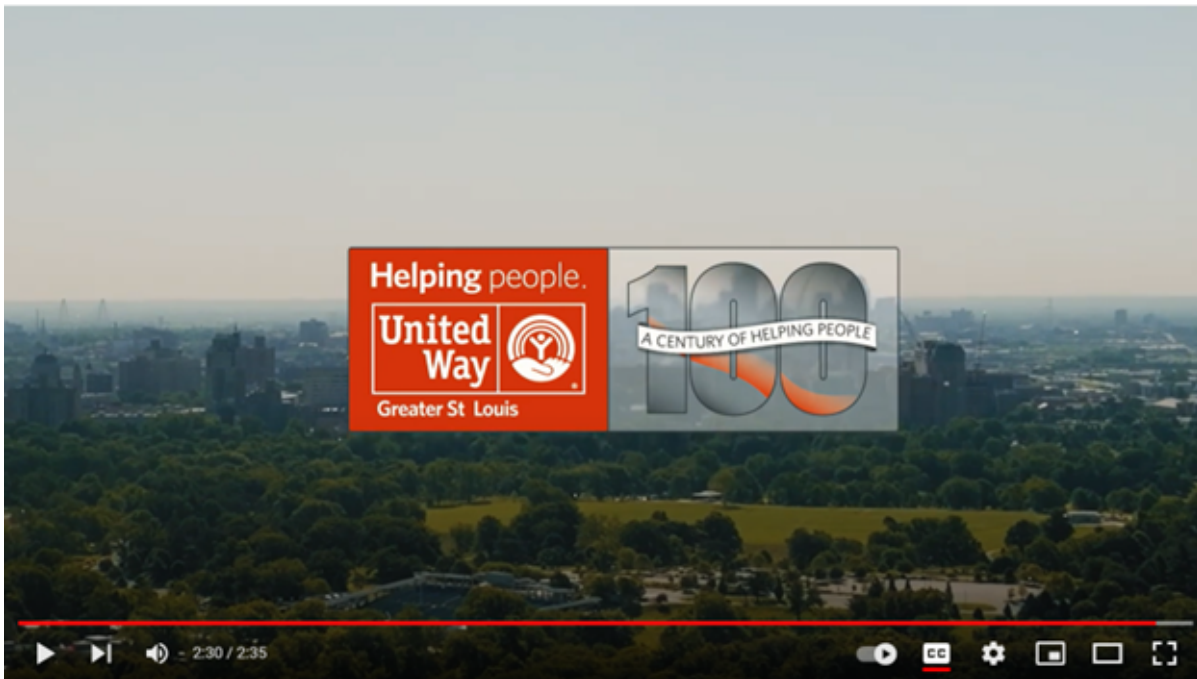 Helping people.
United
Way
Greater St Louis
100
A CENTURY OF HELPING PEOPLE
2:30 / 2:35
CC